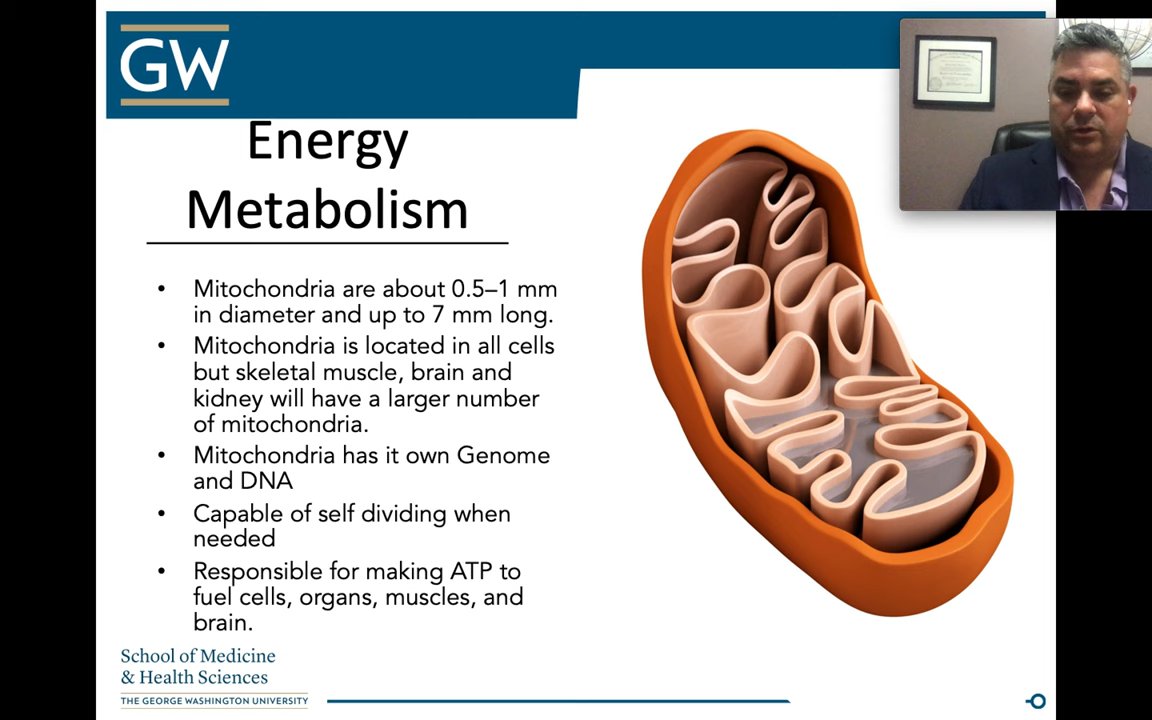 GW
Energy
Metabolism
• Mitochondria are about 0.5–1 mm
in diameter and up to 7 mm long.
• Mitochondria is located in all cells
but skeletal muscle, brain and
kidney will have a larger number
of mitochondria.
• Mitochondria has it own Genome
and DNA
• Capable of self dividing when
needed
• Responsible for making ATP to
fuel cells, organs, muscles, and
brain.
School of Medicine
& Health Sciences
THE GEORGE WASHINGTON UNIVERSITY